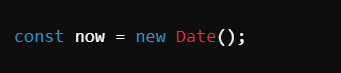 const now = new Date();